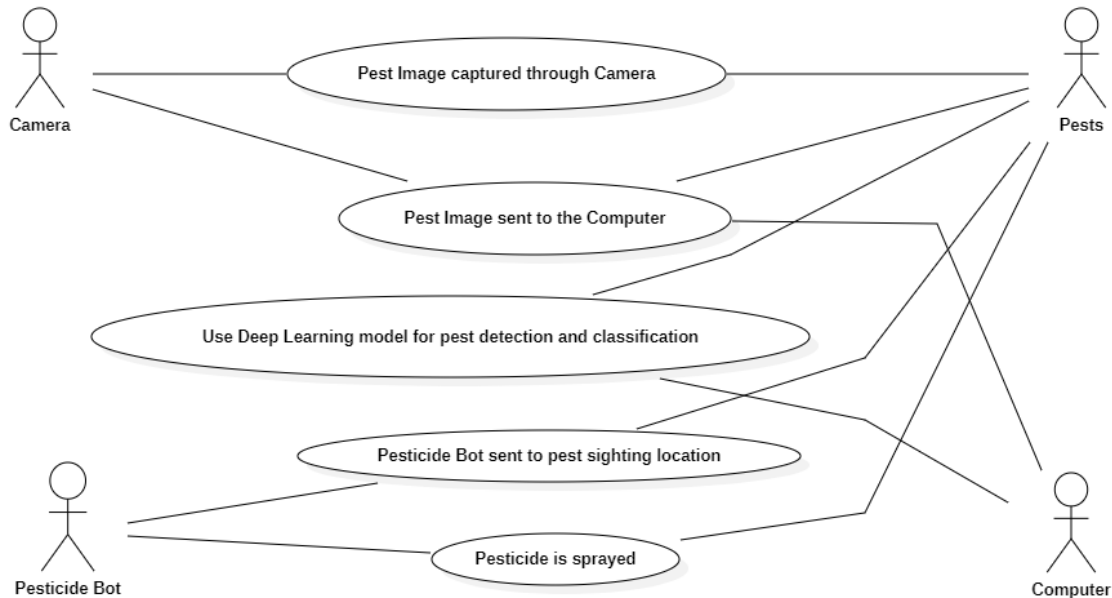 Pest Image captured through Camera
Camera
Pests
Pest Image sent to the Computer
Use Deep Learning model for pest detection and classification
Pesticide Bot sent to pest sighting location
Pesticide is sprayed
Pesticide Bot
Computer